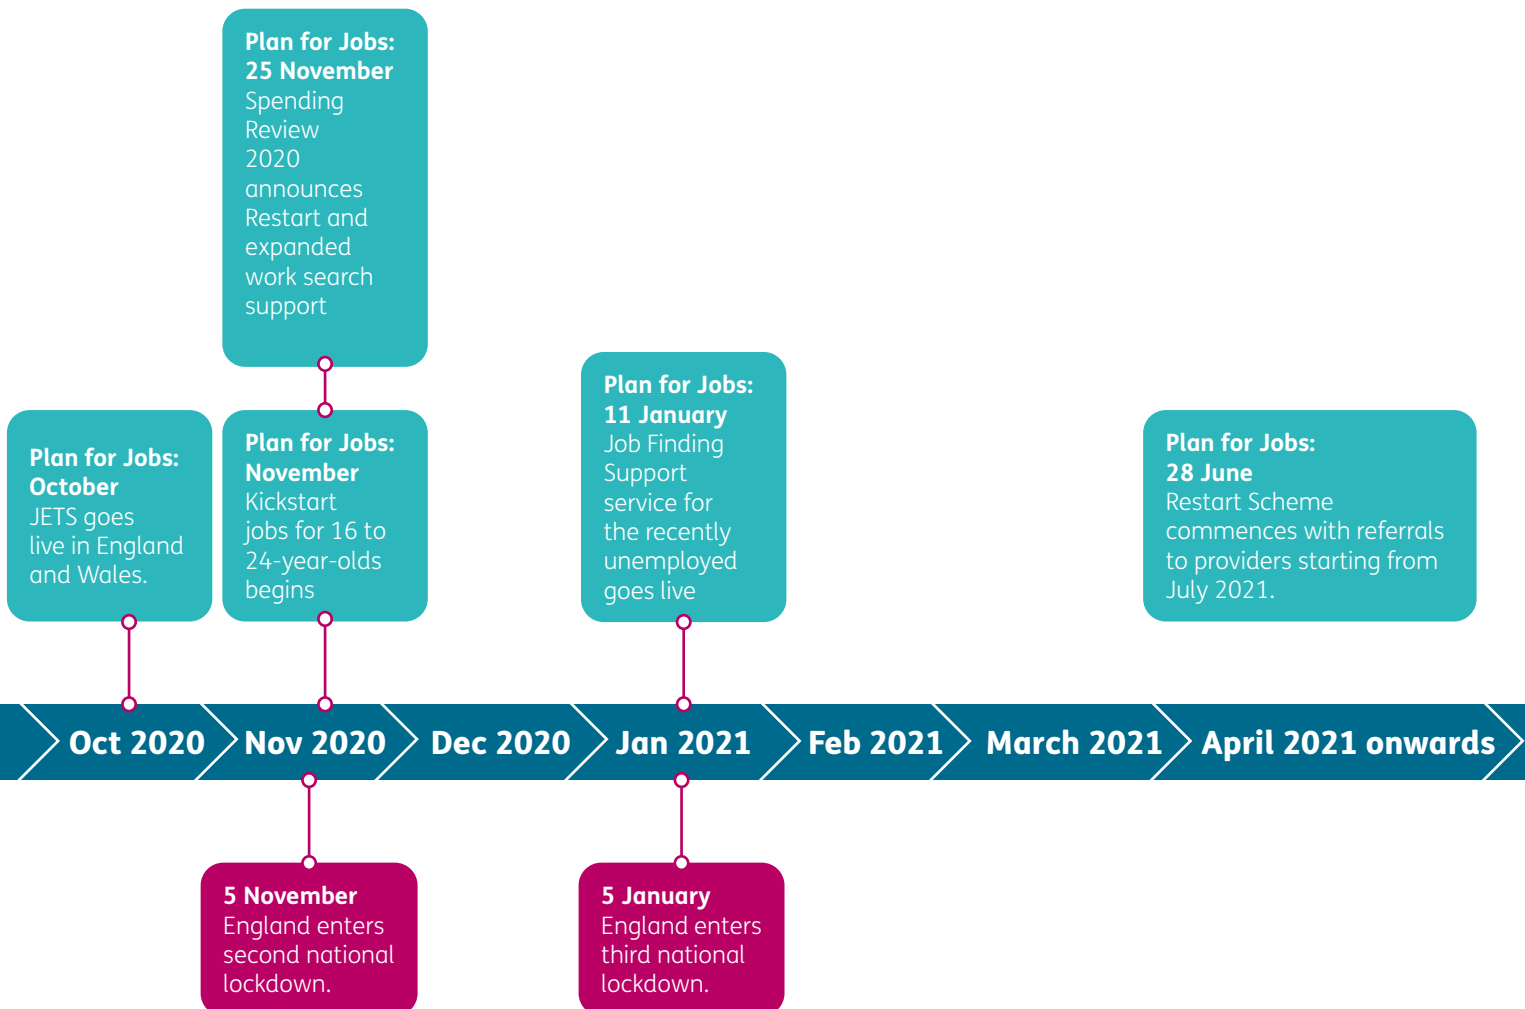 Plan for Jobs:
25 November
Spending
Review
2020
announces
Restart and
expanded
work search
support
Plan for Jobs:
October
JETS goes
live in England
and Wales.
Plan for Jobs:
November
Kickstart
jobs for 16 to
24-year-olds
begins
Plan for Jobs:
11 January
Job Finding
Support
service for
the recently
unemployed
goes live
Plan for Jobs:
28 June
Restart Scheme
commences with referrals
to providers starting from
July 2021.
Oct 2020
Nov 2020
Dec 2020
Jan 2021
Feb 2021
March 2021
April 2021 onwards
5 November
England enters
second national
lockdown.
5 January
England enters
third national
lockdown.